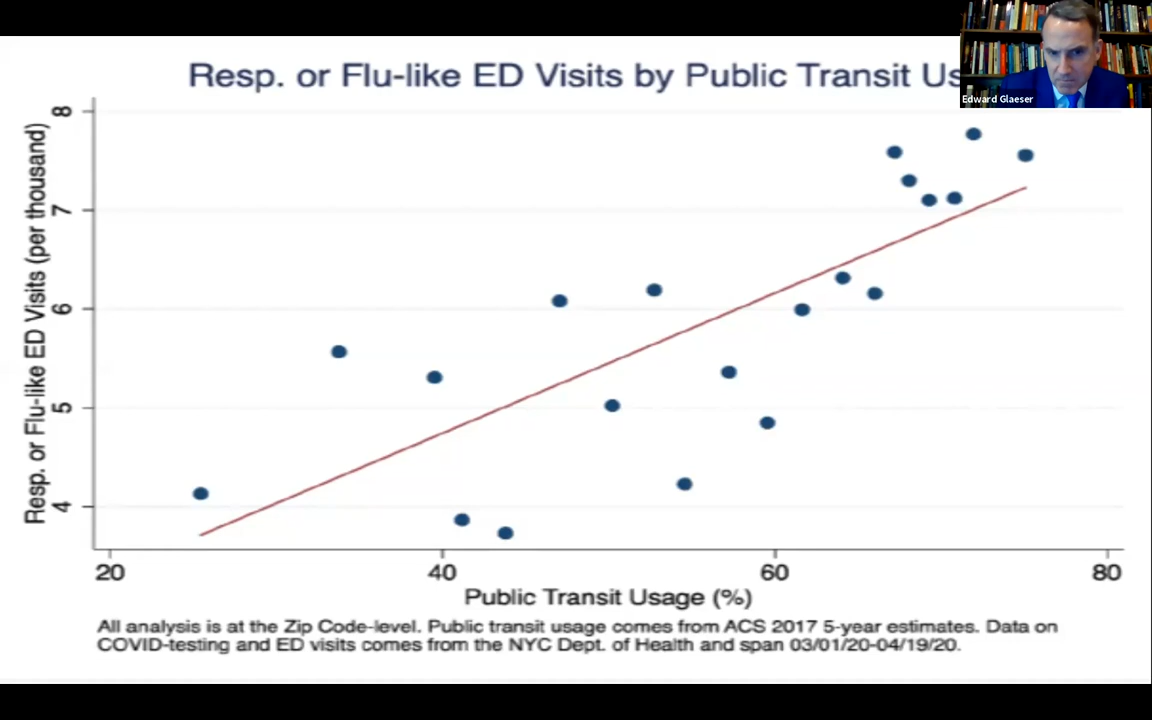 Resp. or Flu-like ED Visits by Public Transit Us
Edward Glaeser
Resp. or Flu-like ED Visits (per thousand)
8
7
6
5
4
20 40 60 80
Public Transit Usage (%)
All analysis is at the Zip Code-level. Public transit usage comes from ACS 2017 5-year estimates. Data on
COVID-testing and ED visits comes from the NYC Dept. of Health and span 03/01/20-04/19/20.